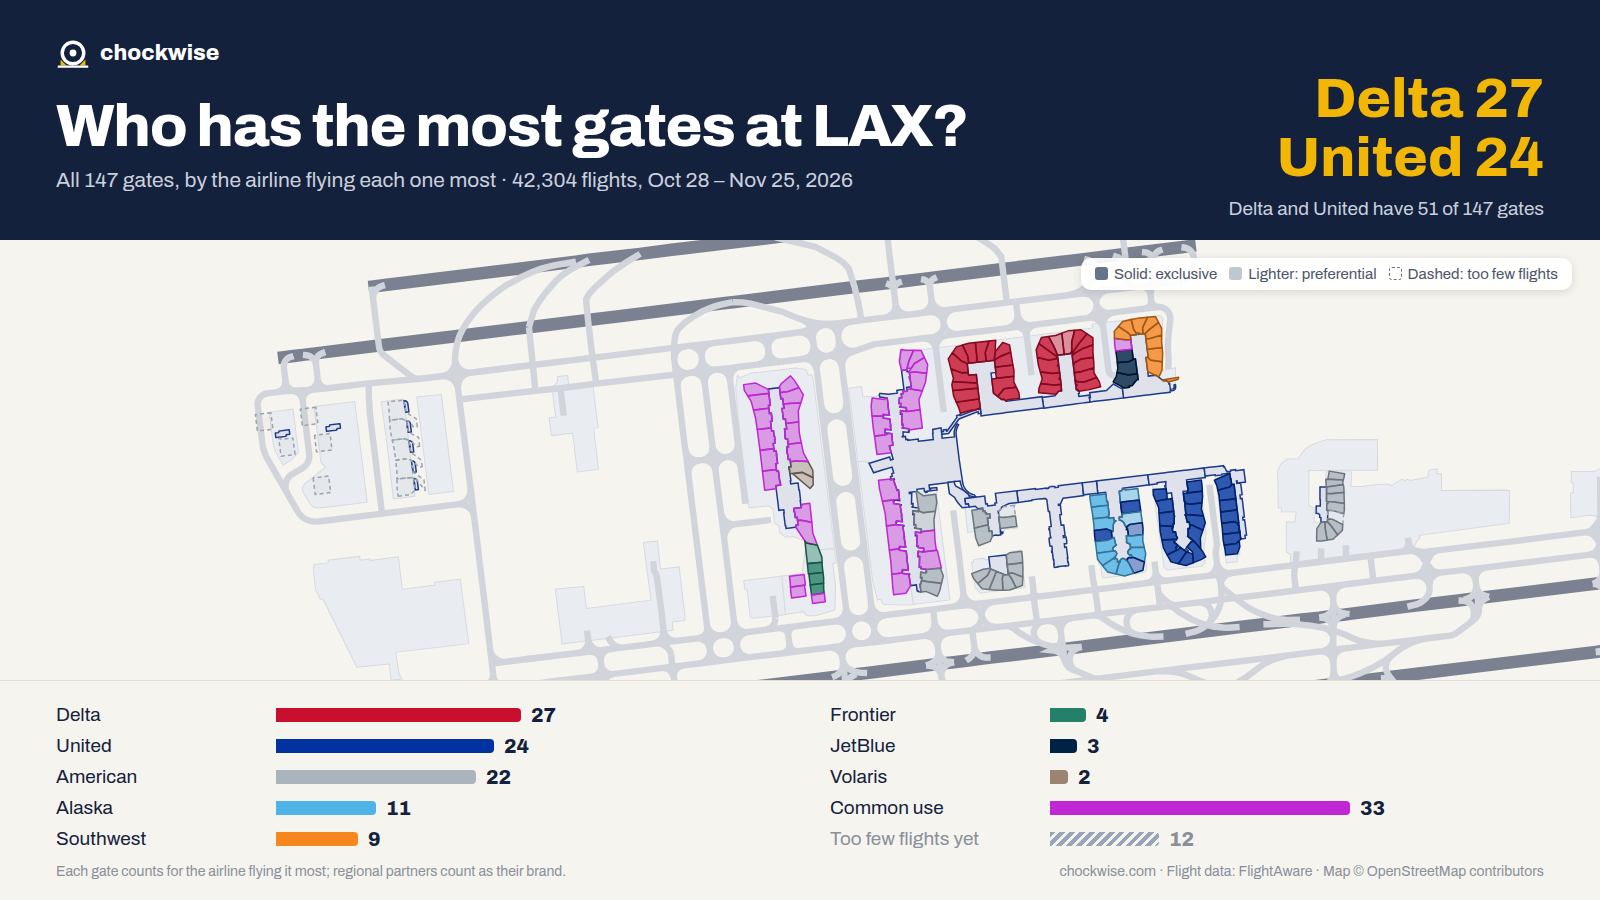 chockwise
Who has the most gates at LAX?
All 147 gates, by the airline flying each one most · 42,304 flights, Oct 28 – Nov 25, 2026
Delta 27
United 24
Delta and United have 51 of 147 gates
Solid: exclusive Lighter: preferential Dashed: too few flights
Delta 27
United 24
American 22
Alaska 11
Southwest 9
Frontier 4
JetBlue 3
Volaris 2
Common use 33
Too few flights yet 12
Each gate counts for the airline flying it most; regional partners count as their brand.
chockwise.com · Flight data: FlightAware · Map © OpenStreetMap contributors